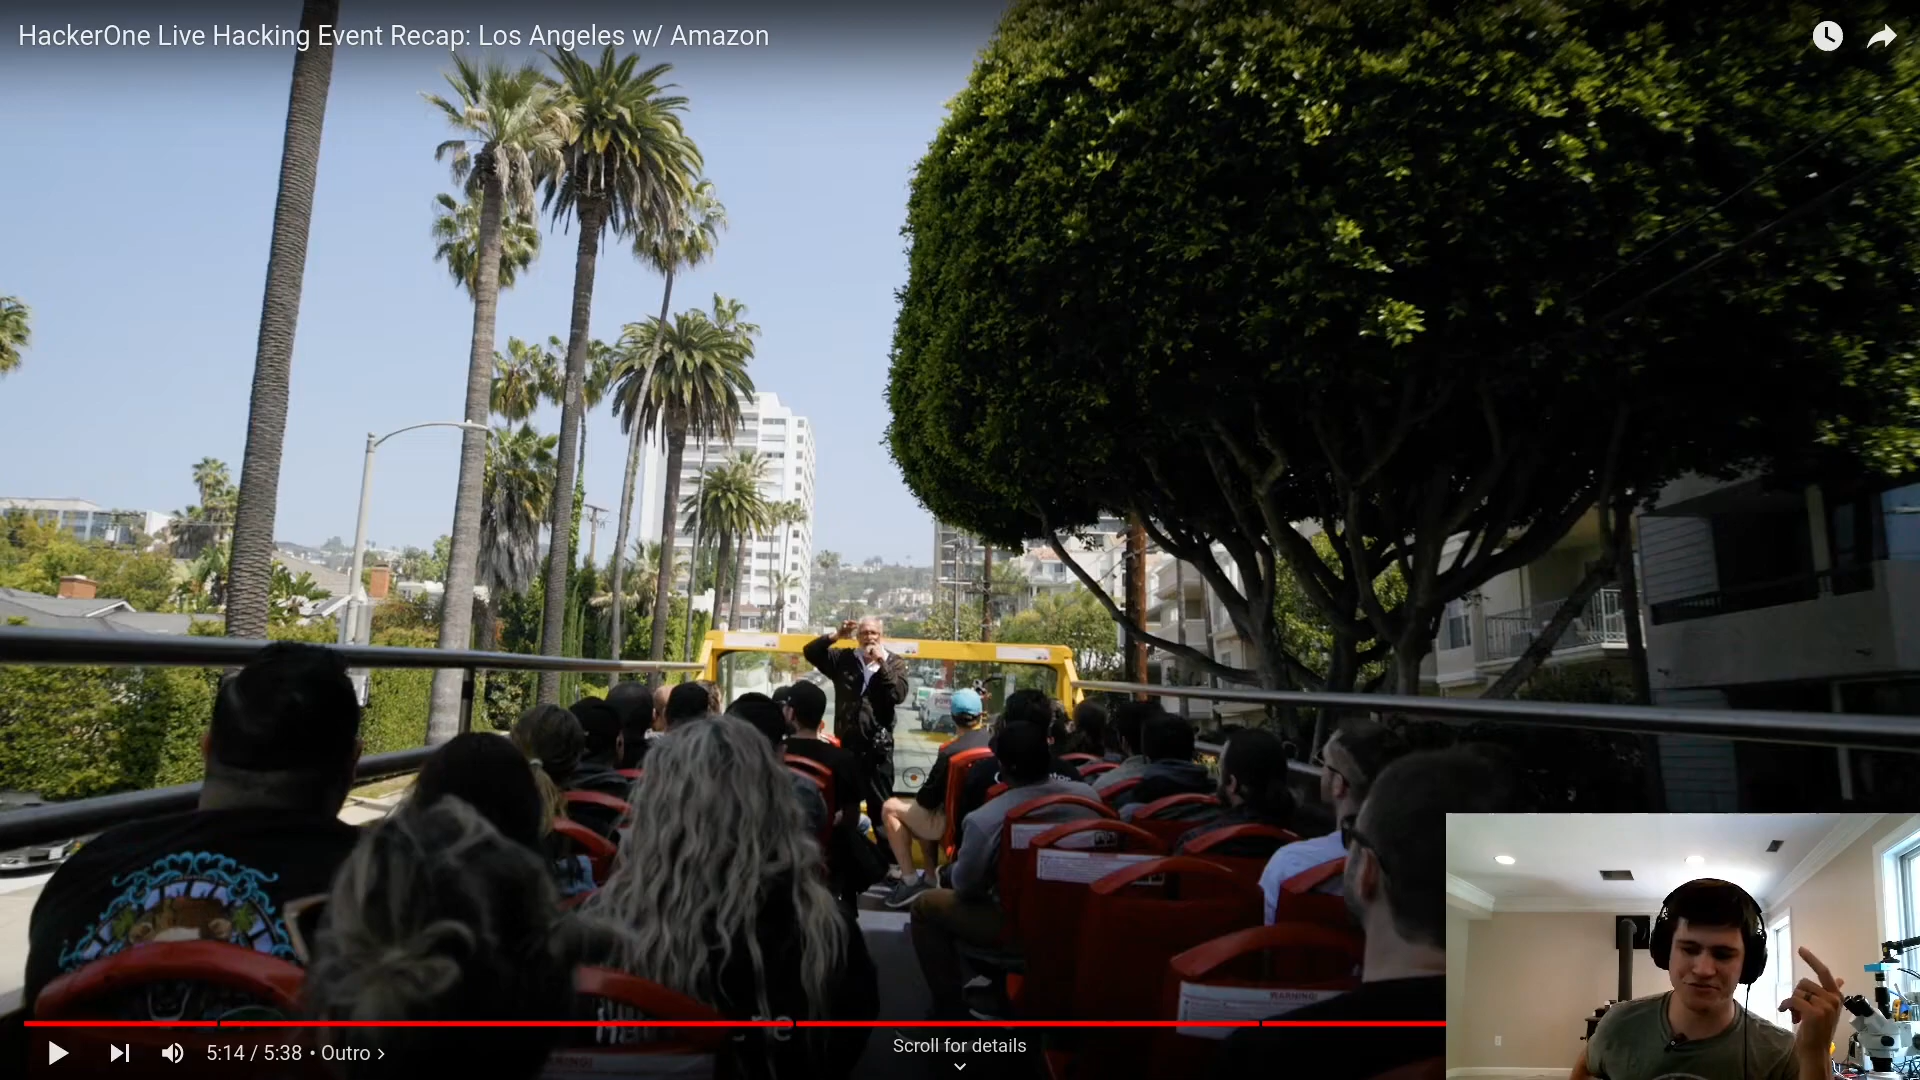 HackerOne Live Hacking Event Recap: Los Angeles w/ Amazon
WARNING!
5:14 / 5:38 • Outro ›
Scroll for details